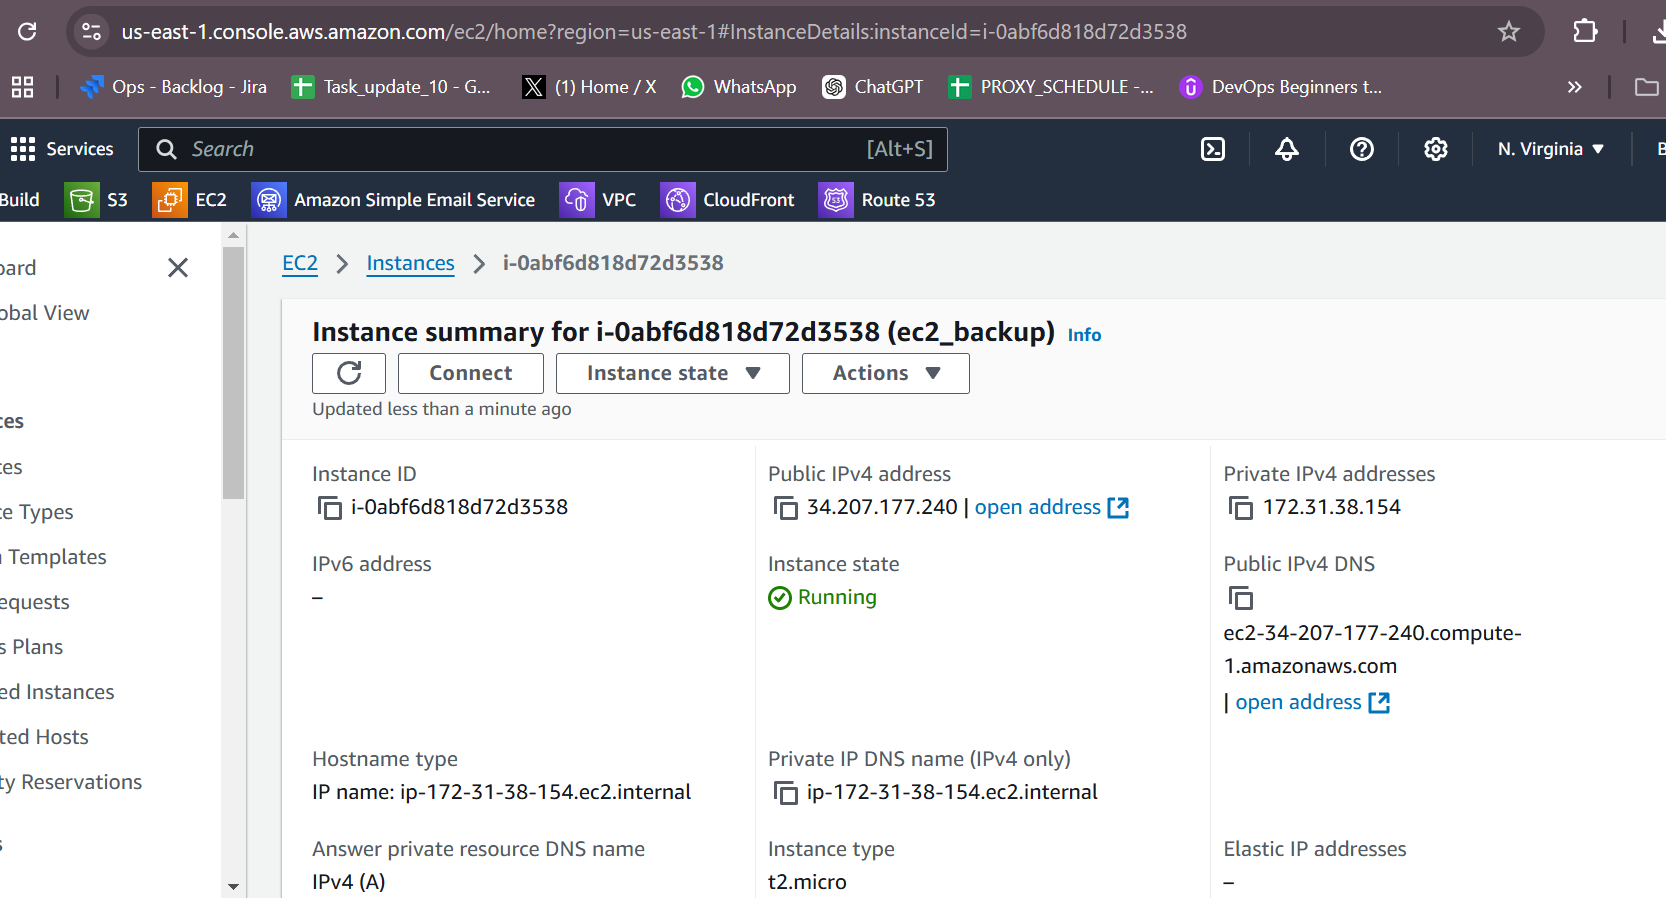 us-east-1.console.aws.amazon.com/ec2/home?region=us-east-1#InstanceDetails:instanceId=i-0abf6d818d72d3538
Ops - Backlog - Jira
Task_update_10 - G...
(1) Home / X
WhatsApp
ChatGPT
PROXY_SCHEDULE -...
DevOps Beginners t...
Services
Search
[Alt+S]
N. Virginia
Build
S3
EC2
Amazon Simple Email Service
VPC
CloudFront
Route 53
oard
obal View
ces
ces
ce Types
Templates
equests
s Plans
ed Instances
ted Hosts
ty Reservations
s
EC2 > Instances > i-0abf6d818d72d3538
Instance summary for i-0abf6d818d72d3538 (ec2_backup) Info
Connect
Instance state
Actions
Updated less than a minute ago
Instance ID
i-0abf6d818d72d3538
Public IPv4 address
34.207.177.240 | open address
Private IPv4 addresses
172.31.38.154
IPv6 address
–
Instance state
Running
Public IPv4 DNS
ec2-34-207-177-240.compute-
1.amazonaws.com
| open address
Hostname type
IP name: ip-172-31-38-154.ec2.internal
Private IP DNS name (IPv4 only)
ip-172-31-38-154.ec2.internal
Answer private resource DNS name
IPv4 (A)
Instance type
t2.micro
Elastic IP addresses
–